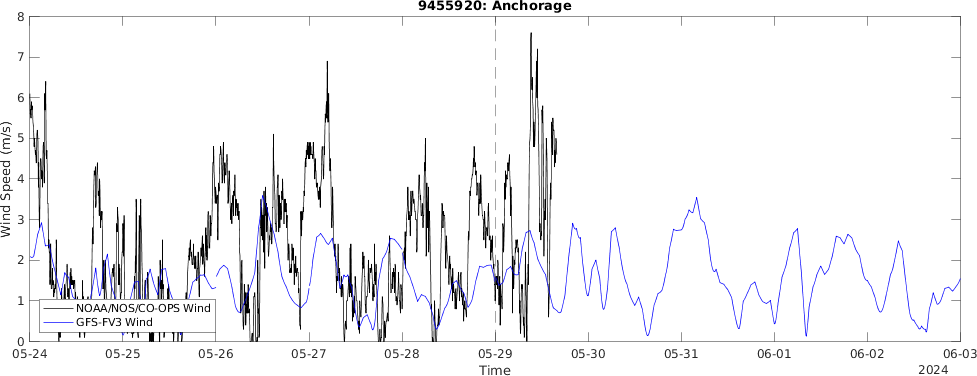 9455920: Anchorage
8
7
6
5
4
3
2
1
0
Wind Speed (m/s)
NOAA/NOS/CO-OPS Wind
GFS-FV3 Wind
05-24 05-25 05-26 05-27 05-28 05-29 05-30 05-31 06-01 06-02 06-03
Time
2024